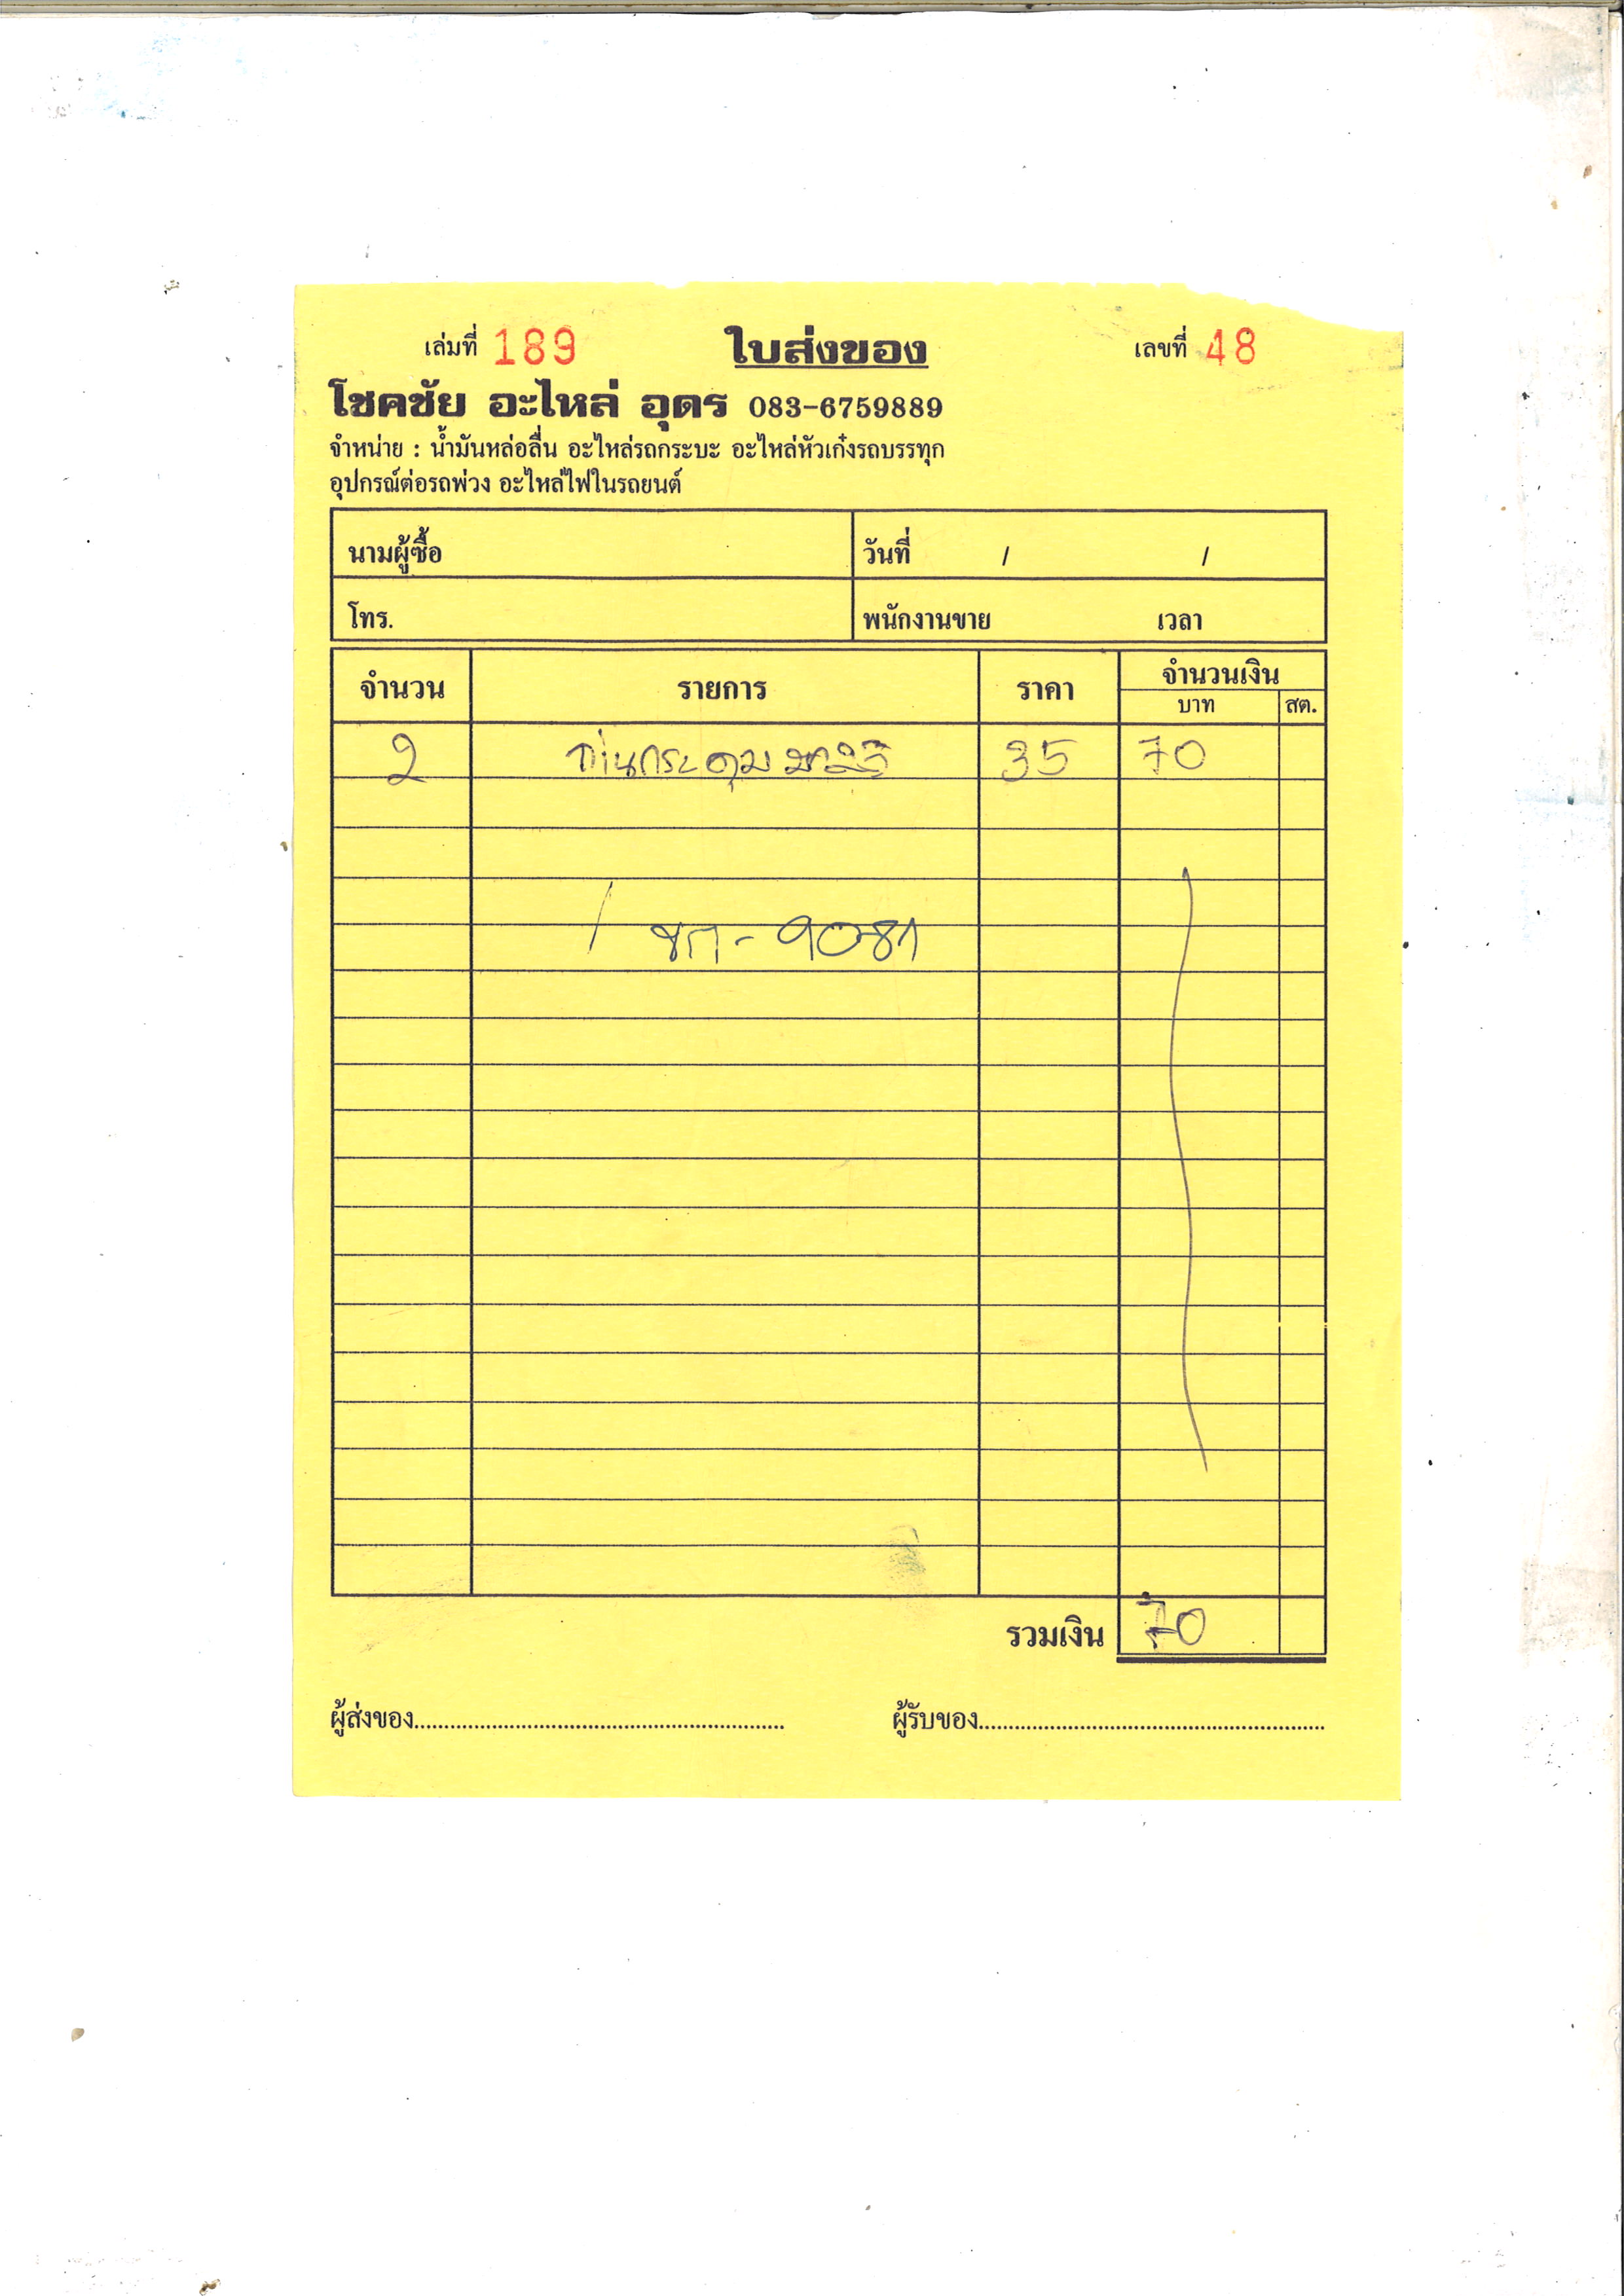 เล่มที่ 189 ใบส่งของ เลขที่ 48
โชคชัย อะไหล่ อุดร 083-6759889
จำหน่าย : น้ำมันหล่อลื่น อะไหล่รถกระบะ อะไหล่หัวเก๋งรถบรรทุก
อุปกรณ์ต่อรถพ่วง อะไหล่ไฟในรถยนต์
นามผู้ซื้อ วันที่ / /
โทร. พนักงานขาย เวลา
จำนวน รายการ ราคา จำนวนเงิน
บาท สต.
2 ถ่านกระดุม 35 70
รวมเงิน 70
ผู้ส่งของ ผู้รับของ